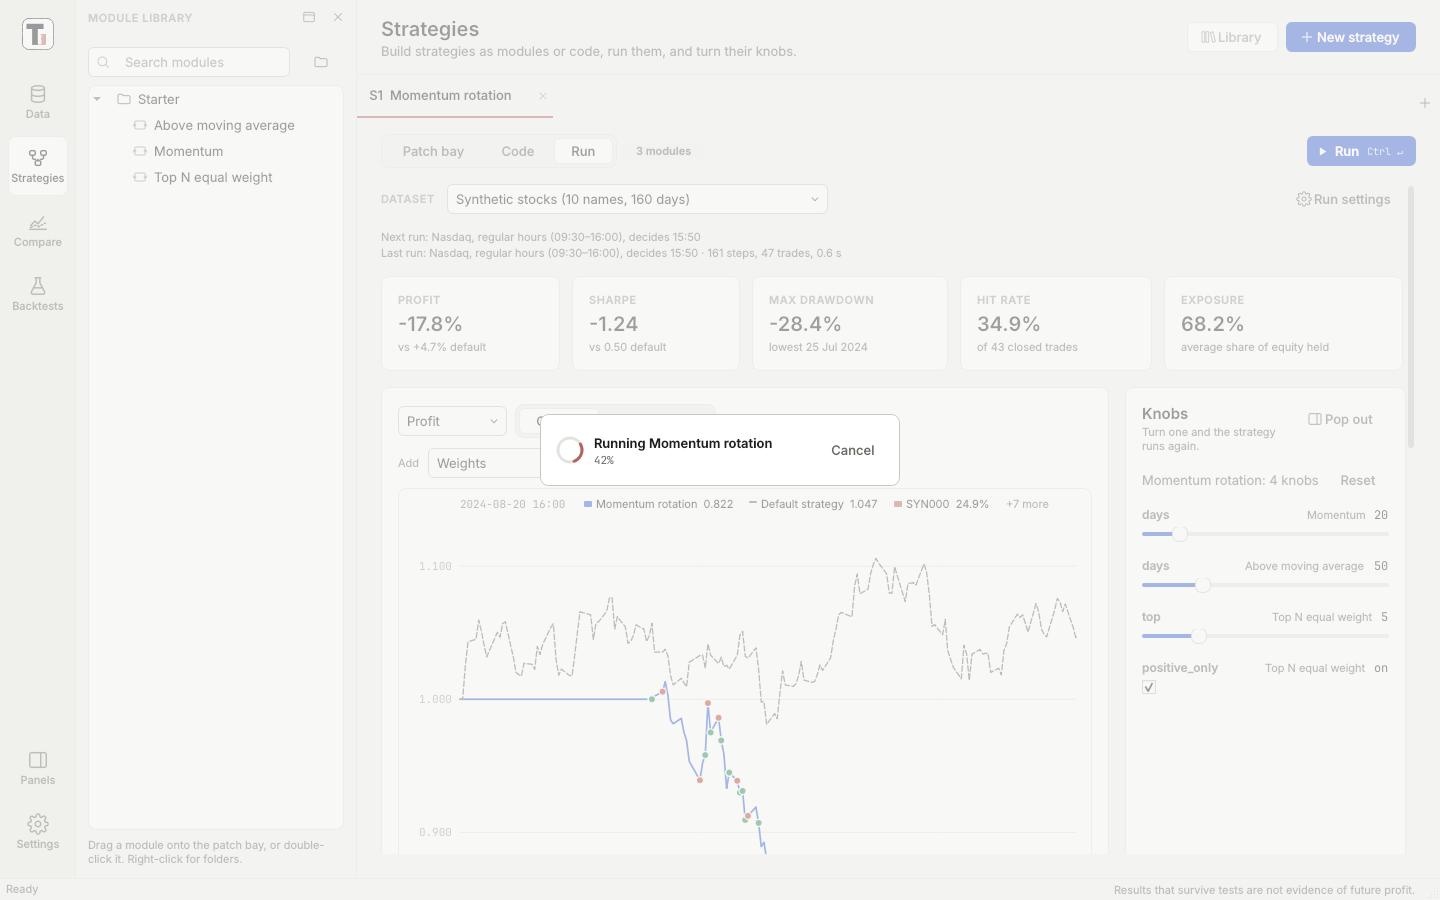 MODULE LIBRARY
Search modules
Starter
Above moving average
Momentum
Top N equal weight
Drag a module onto the patch bay, or double-
click it. Right-click for folders.
Data
Strategies
Compare
Backtests
Panels
Settings
Ready
Strategies
Build strategies as modules or code, run them, and turn their knobs.
Library
New strategy
S1 Momentum rotation
Patch bay
Code
Run
3 modules
Run Ctrl ↵
DATASET
Synthetic stocks (10 names, 160 days)
Run settings
Next run: Nasdaq, regular hours (09:30–16:00), decides 15:50
Last run: Nasdaq, regular hours (09:30–16:00), decides 15:50 · 161 steps, 47 trades, 0.6 s
PROFIT
-17.8%
vs +4.7% default
SHARPE
-1.24
vs 0.50 default
MAX DRAWDOWN
-28.4%
lowest 25 Jul 2024
HIT RATE
34.9%
of 43 closed trades
EXPOSURE
68.2%
average share of equity held
Profit
Add
Weights
Running Momentum rotation
42%
Cancel
2024-08-20 16:00
Momentum rotation 0.822
Default strategy 1.047
SYN000 24.9%
+7 more
1.100
1.000
0.900
Knobs
Turn one and the strategy
runs again.
Pop out
Momentum rotation: 4 knobs
Reset
days Momentum 20
days Above moving average 50
top Top N equal weight 5
positive_only Top N equal weight on
Results that survive tests are not evidence of future profit.